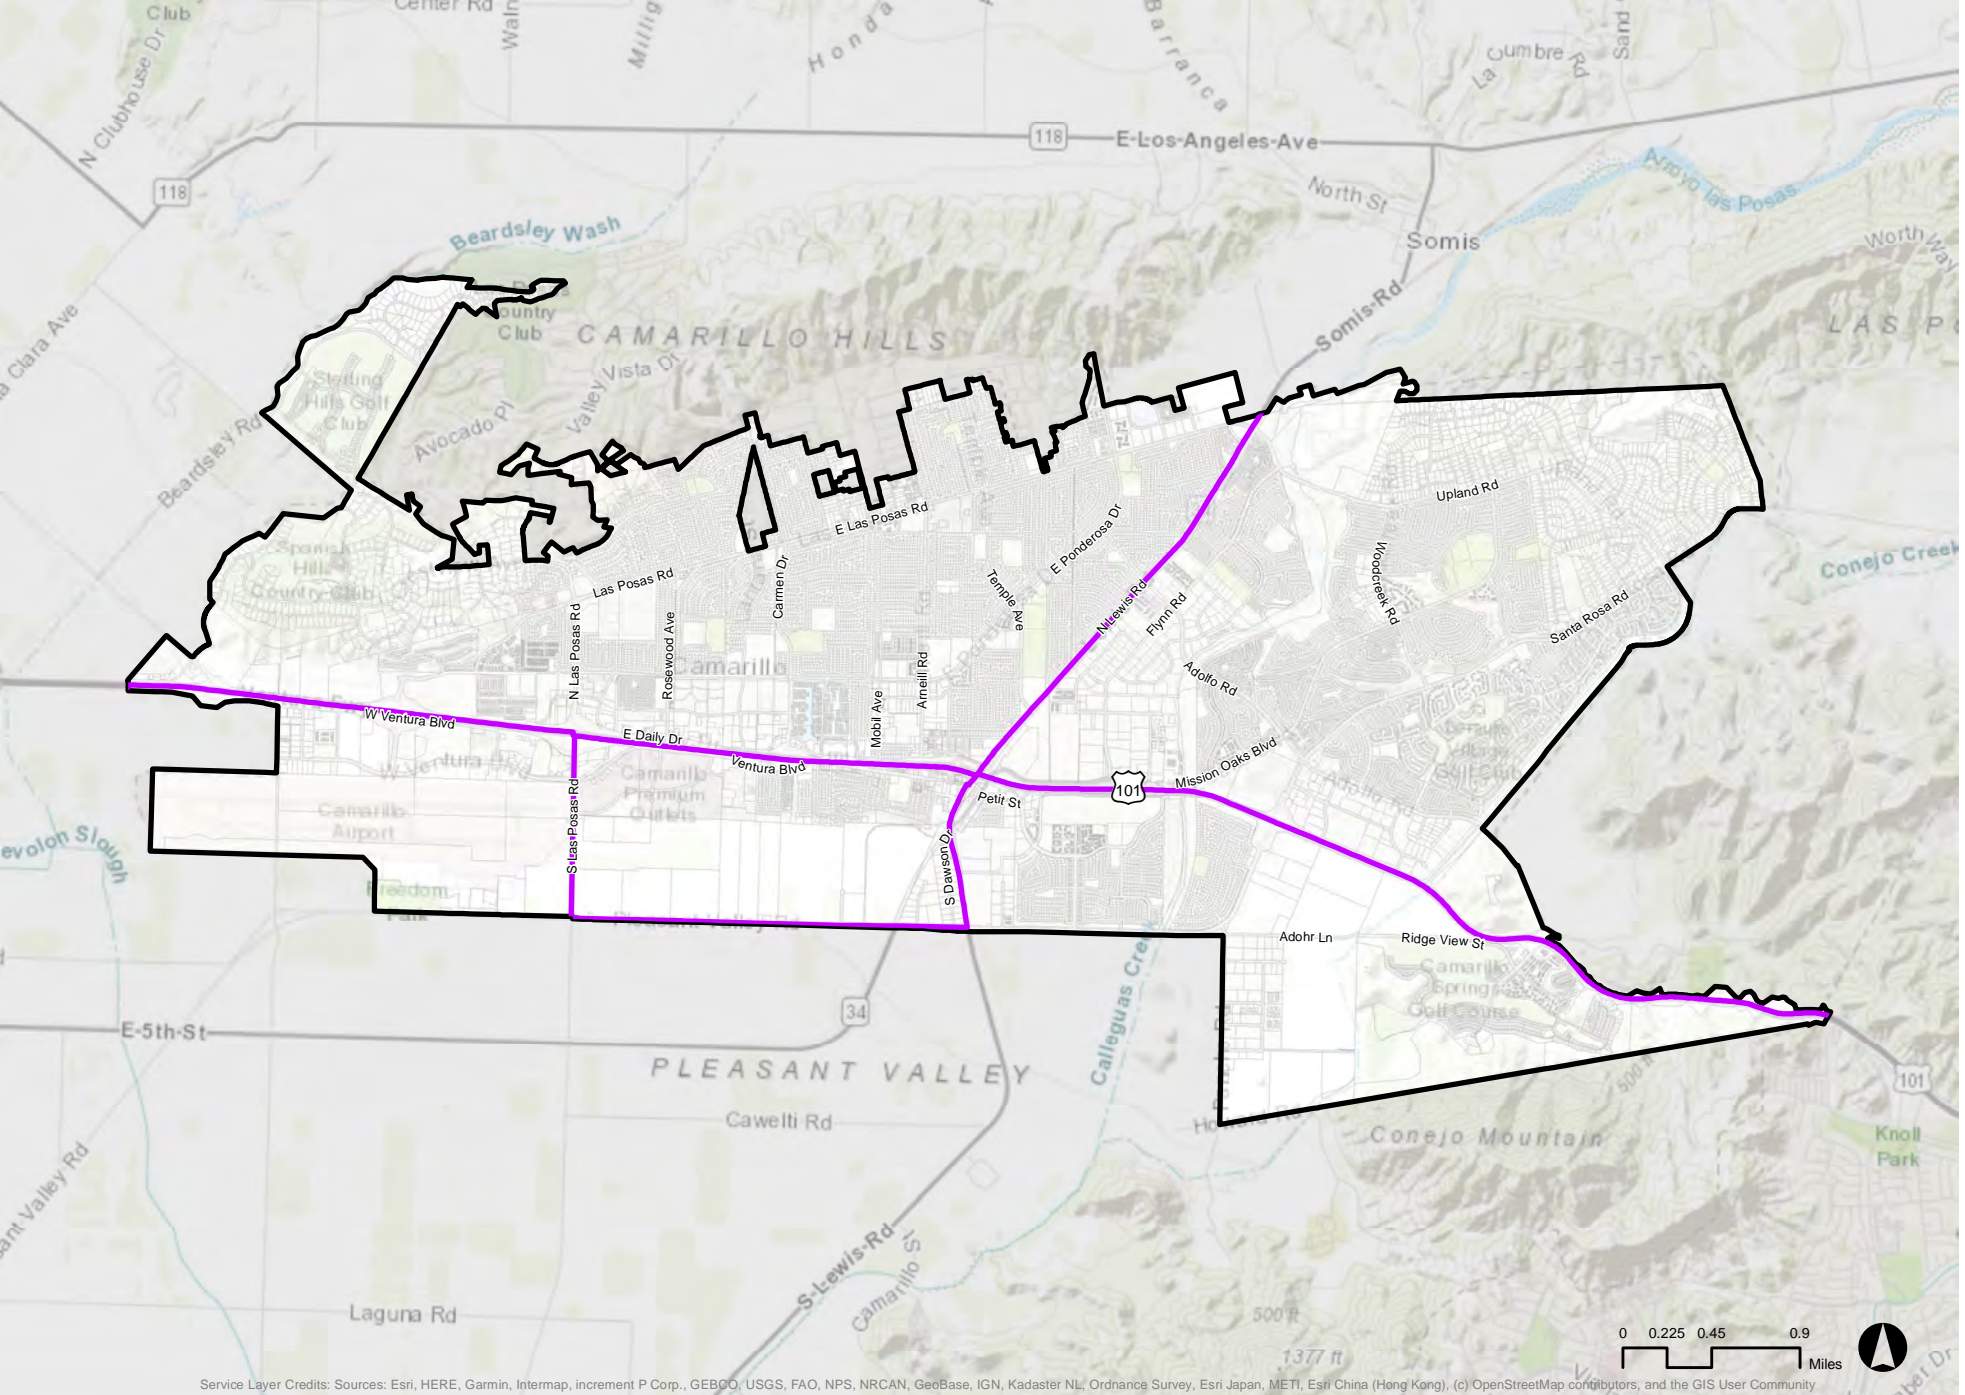 Club
Center Rd
Honda
Barranca
La Cumbre Rd
N Clubhouse Dr
118
E-Los-Angeles-Ave
118
North St
Arroyo las Posas
Beardsley Wash
Somis
Worth Way
Country
Club
CAMARILLO HILLS
Somis-Rd
Clara Ave
Valley Vista Dr
Sterling
Hills Golf
Club
Avocado Pl
Beardsley Rd
Upland Rd
E Las Posas Rd
E Ponderosa Dr
Spanish
Hills
Country Club
Conejo Creek
Las Posas Rd
Carmen Dr
Temple Ave
N Lewis Rd
Flynn Rd
Woodcreek Rd
Santa Rosa Rd
N Las Posas Rd
Rosewood Ave
Camarillo
Arneill Rd
Mobil Ave
Adolfo Rd
W Ventura Blvd
E Daily Dr
Ventura Blvd
W Ventura Blvd
Camarillo
Premium
Outlets
Petit St
101
Mission Oaks Blvd
Adolfo
Camarillo
Airport
S Las Posas Rd
S Dawson Dr
Freedom
Park
Pleasant Valley Rd
Adohr Ln
Ridge View St
Camarillo
Springs
Golf Course
Calleguas Creek
34
E-5th-St
PLEASANT VALLEY
500 ft
101
Cawelti Rd
Howard Rd
Conejo Mountain
Knoll
Park
S-Lewis-Rd
Camarillo St
Laguna Rd
500 ft
1377 ft
0 0.225 0.45 0.9
Miles
Service Layer Credits: Sources: Esri, HERE, Garmin, Intermap, increment P Corp., GEBCO, USGS, FAO, NPS, NRCAN, GeoBase, IGN, Kadaster NL, Ordnance Survey, Esri Japan, METI, Esri China (Hong Kong), (c) OpenStreetMap contributors, and the GIS User Community